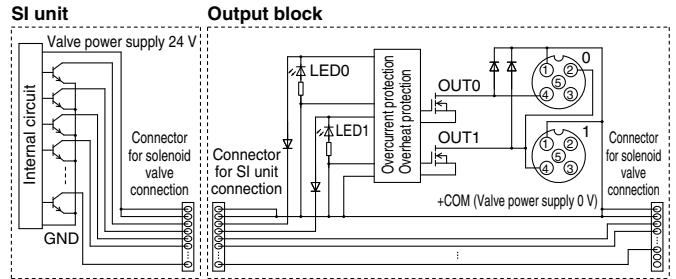 SI unit
Output block
Valve power supply 24 V
Internal circuit
GND
Connector
for solenoid
valve
connection
LED0
LED1
Connector
for SI unit
connection
Overcurrent protection
Overheat protection
OUT0
OUT1
0
1 2
5
4 3
1
1 2
5
4 3
+COM (Valve power supply 0 V)
Connector
for solenoid
valve
connection